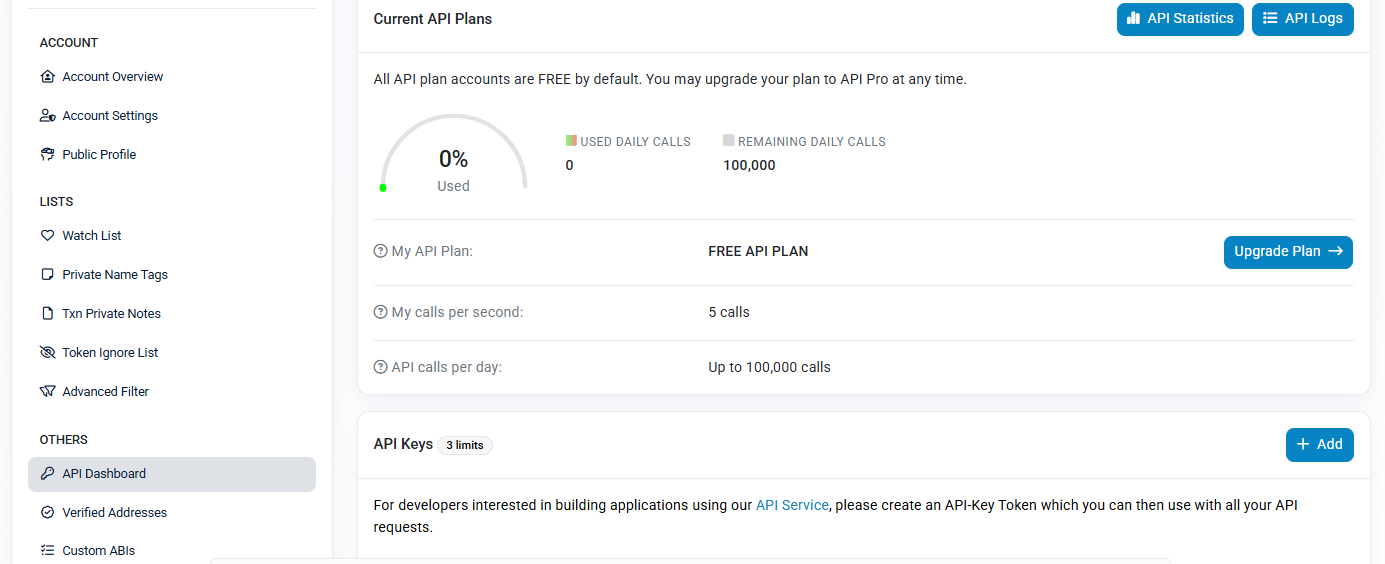 ACCOUNT
Account Overview
Account Settings
Public Profile
LISTS
Watch List
Private Name Tags
Txn Private Notes
Token Ignore List
Advanced Filter
OTHERS
API Dashboard
Verified Addresses
Custom ABIs
Current API Plans
API Statistics
API Logs
All API plan accounts are FREE by default. You may upgrade your plan to API Pro at any time.
0%
Used
USED DAILY CALLS
0
REMAINING DAILY CALLS
100,000
My API Plan:
FREE API PLAN
Upgrade Plan
My calls per second:
5 calls
API calls per day:
Up to 100,000 calls
API Keys
3 limits
Add
For developers interested in building applications using our API Service, please create an API-Key Token which you can then use with all your API
requests.